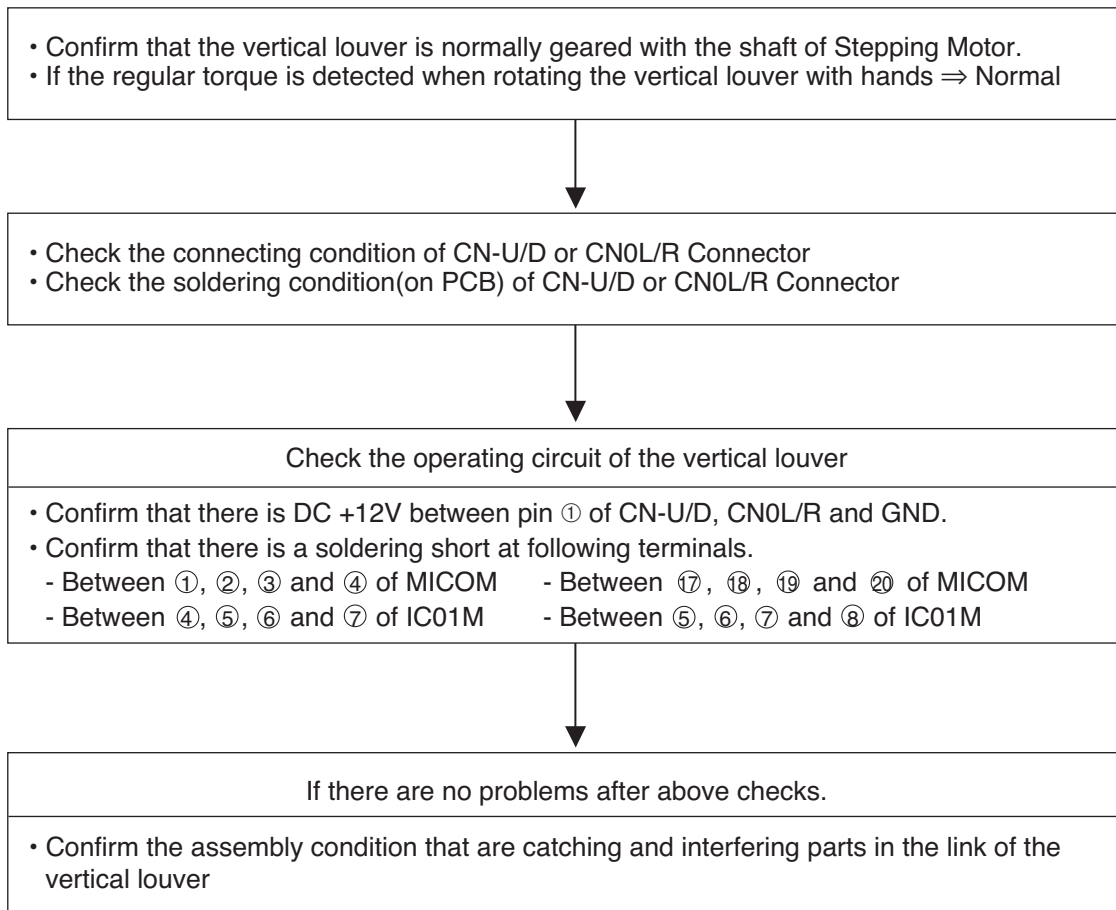 • Confirm that the vertical louver is normally geared with the shaft of Stepping Motor.
• If the regular torque is detected when rotating the vertical louver with hands ⇒ Normal
• Check the connecting condition of CN-U/D or CN0L/R Connector
• Check the soldering condition(on PCB) of CN-U/D or CN0L/R Connector
Check the operating circuit of the vertical louver
• Confirm that there is DC +12V between pin ① of CN-U/D, CN0L/R and GND.
• Confirm that there is a soldering short at following terminals.
- Between ①, ②, ③ and ④ of MICOM - Between ⑰, ⑱, ⑲ and ⑳ of MICOM
- Between ④, ⑤, ⑥ and ⑦ of IC01M - Between ⑤, ⑥, ⑦ and ⑧ of IC01M
If there are no problems after above checks.
• Confirm the assembly condition that are catching and interfering parts in the link of the
vertical louver